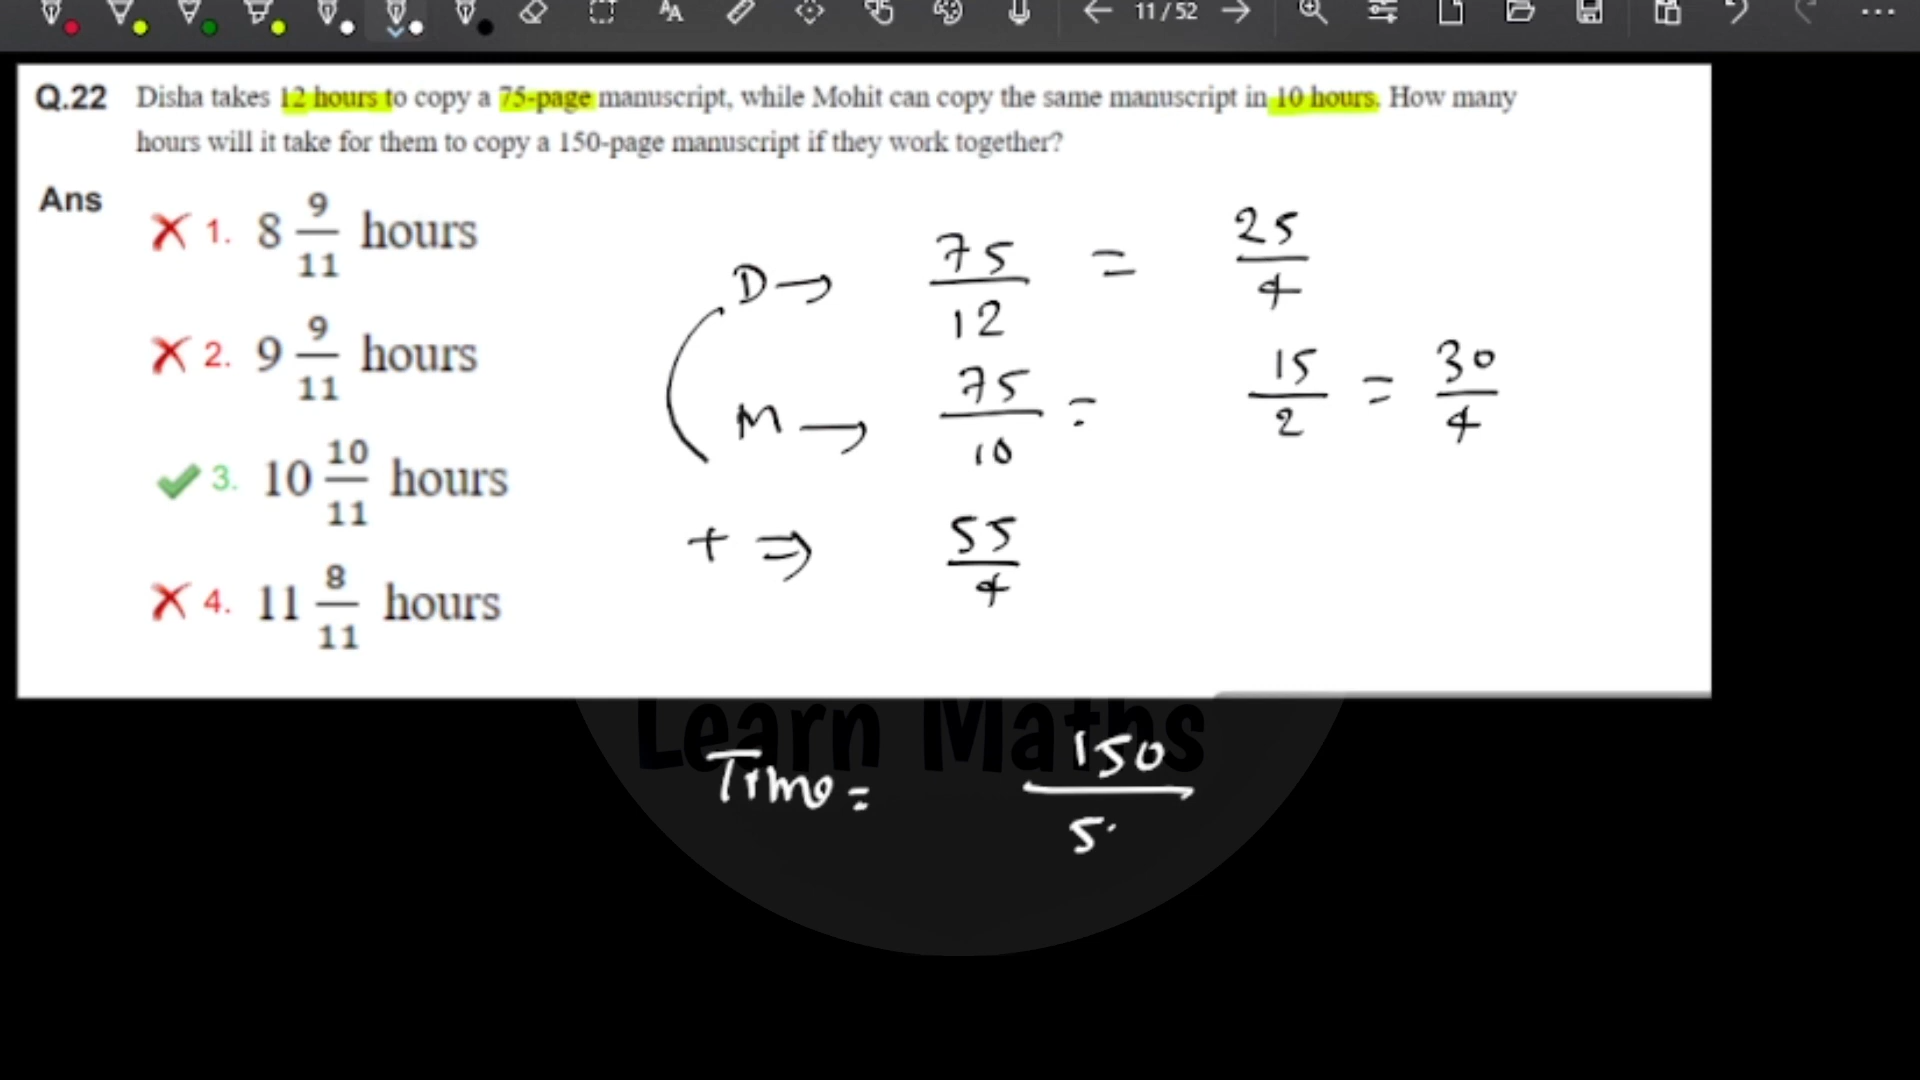 11 / 52
Q.22 Disha takes 12 hours to copy a 75-page manuscript, while Mohit can copy the same manuscript in 10 hours. How many
hours will it take for them to copy a 150-page manuscript if they work together?
Ans
1. 8 9/11 hours
2. 9 9/11 hours
3. 10 10/11 hours
4. 11 8/11 hours
D → 75/12 = 25/4
M → 75/10 = 15/2 = 30/4
+ ⇒ 55/4
Learn Maths
Time = 150/5